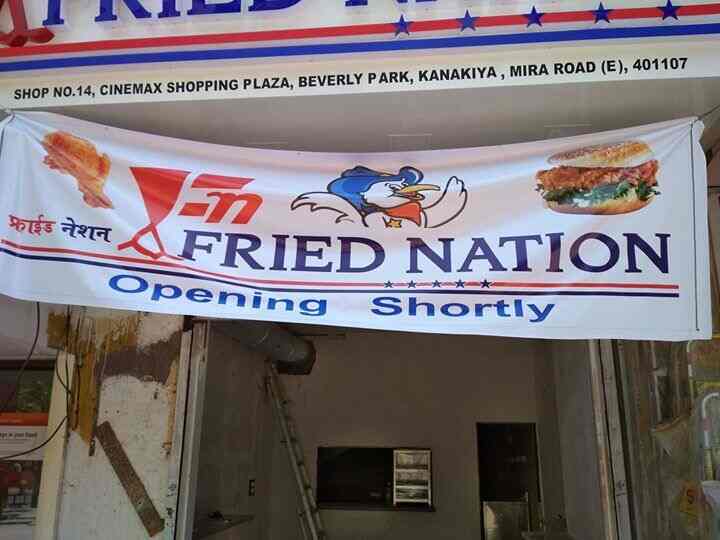 FRIED N
SHOP NO.14, CINEMAX SHOPPING PLAZA, BEVERLY PARK, KANAKIYA, MIRA ROAD (E), 401107
फ्राईड नेशन
FRIED NATION
Opening Shortly